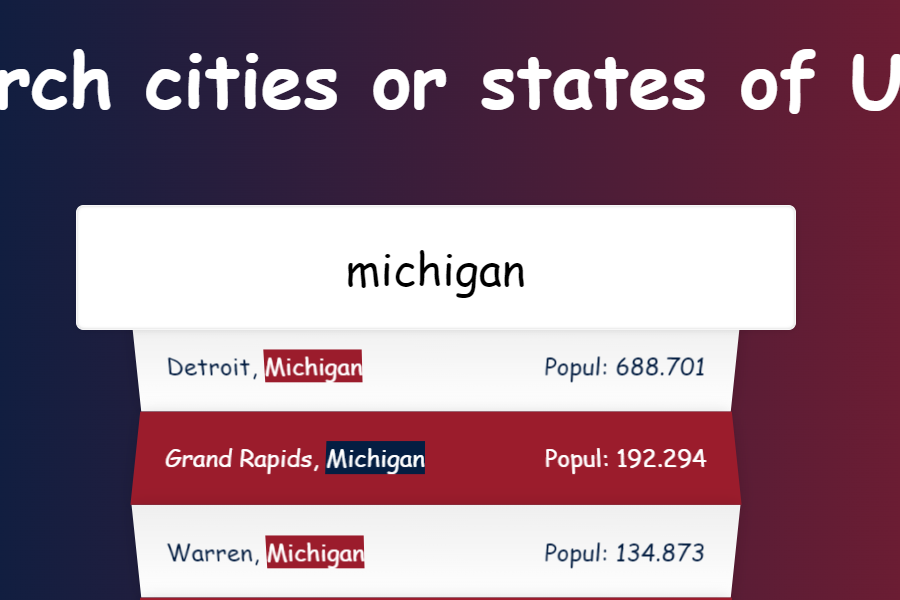 rch cities or states of U
michigan
Detroit, Michigan Popul: 688.701
Grand Rapids, Michigan Popul: 192.294
Warren, Michigan Popul: 134.873